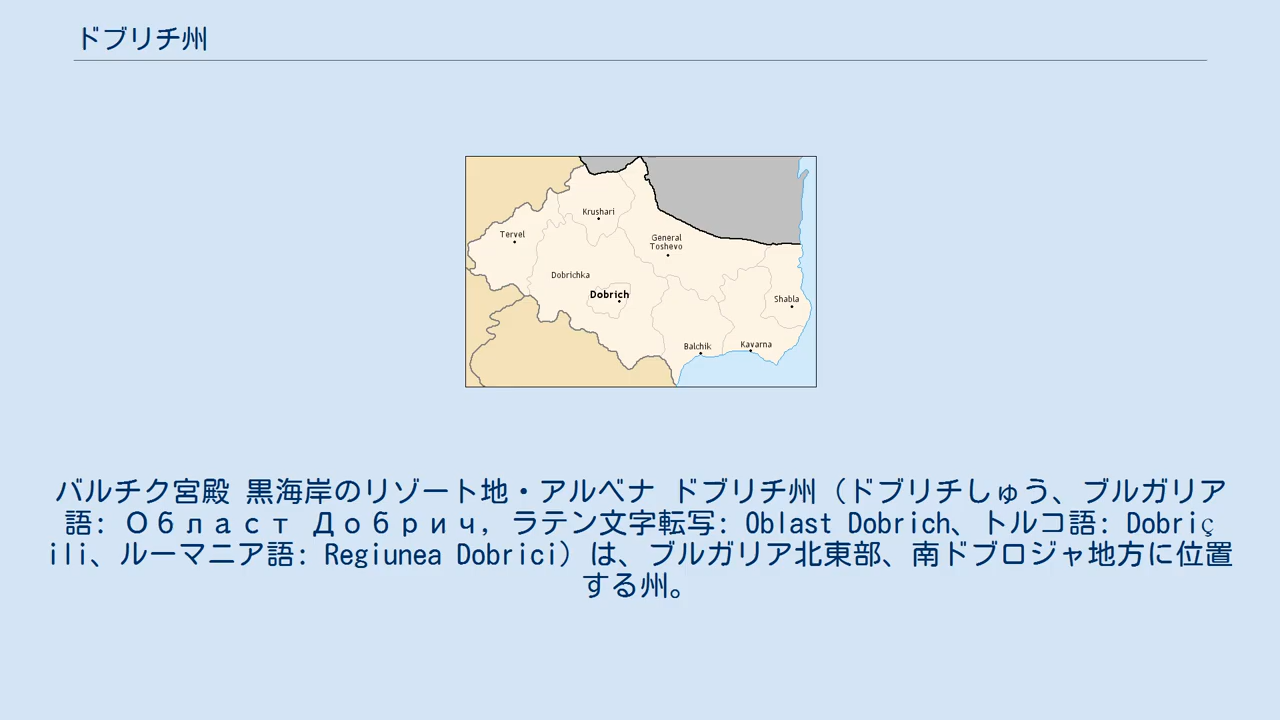 ドブリチ州
Krushari
Tervel
General
Toshevo
Dobrichka
Dobrich
Shabla
Balchik
Kavarna
バルチク宮殿 黒海岸のリゾート地・アルベナ ドブリチ州（ドブリチしゅう、ブルガリア
語: Област Добрич, ラテン文字転写: Oblast Dobrich、トルコ語: Dobriç
ili、ルーマニア語: Regiunea Dobrici）は、ブルガリア北東部、南ドブロジャ地方に位置
する州。